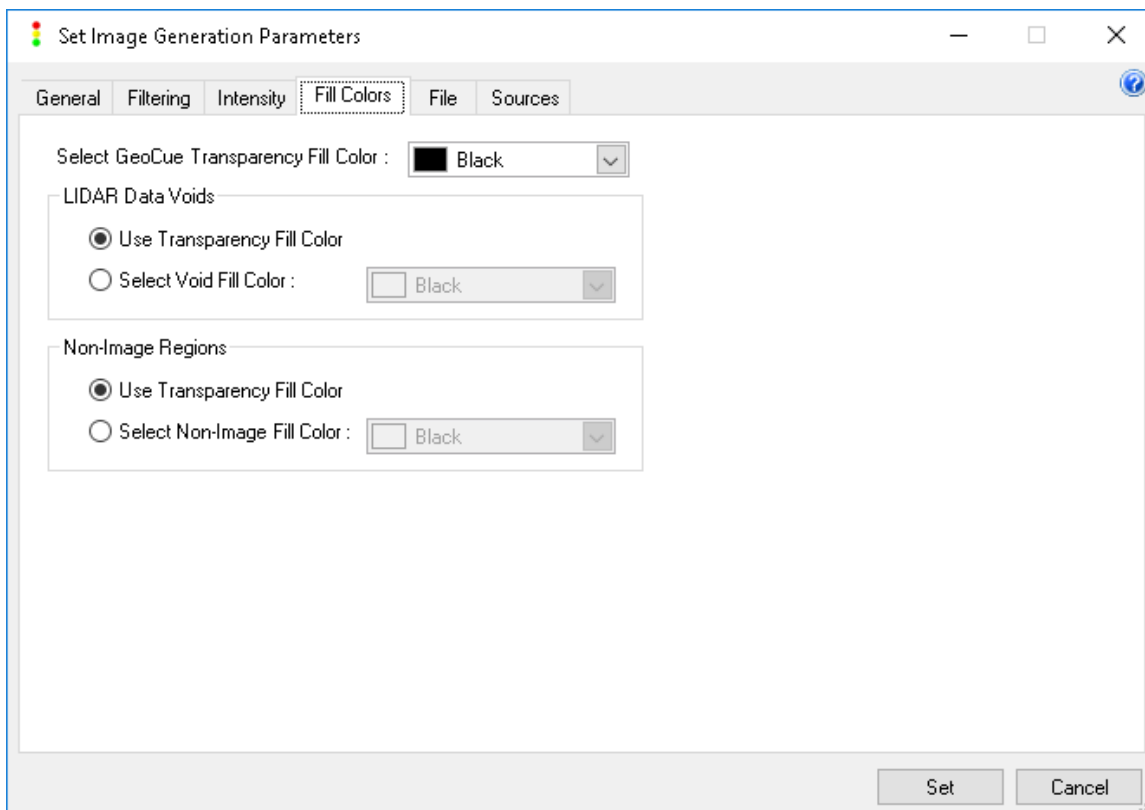 Set Image Generation Parameters
General Filtering Intensity Fill Colors File Sources
Select GeoCue Transparency Fill Color : Black
LIDAR Data Voids
Use Transparency Fill Color
Select Void Fill Color : Black
Non-Image Regions
Use Transparency Fill Color
Select Non-Image Fill Color : Black
Set Cancel